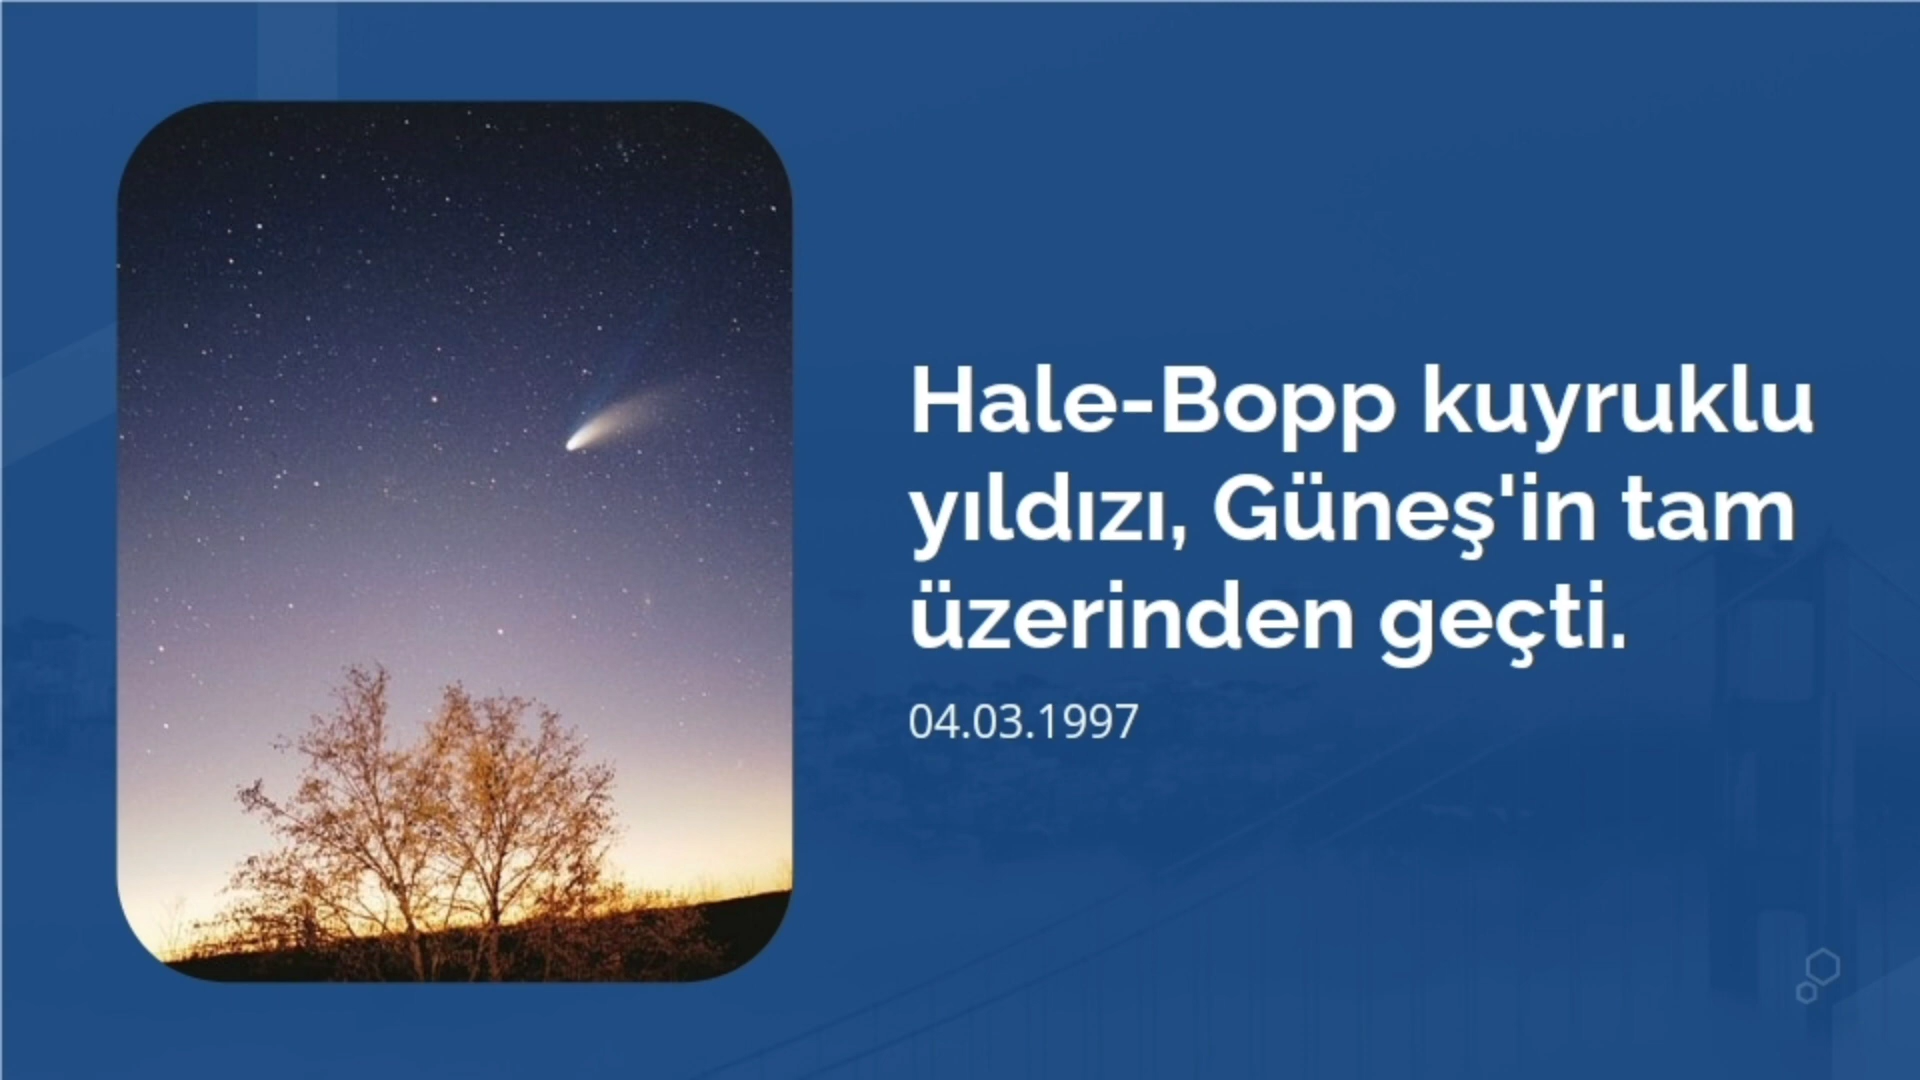 Hale-Bopp kuyruklu
yıldızı, Güneş'in tam
üzerinden geçti.
04.03.1997